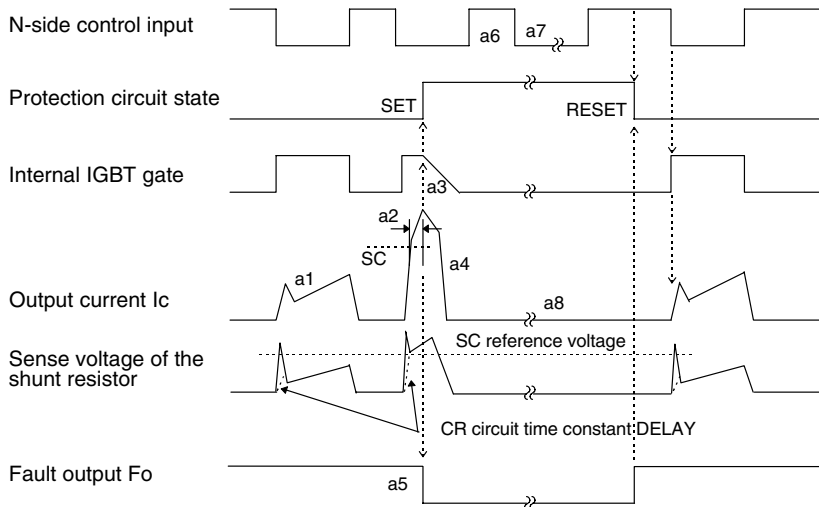 N-side control input
a6
a7
Protection circuit state
SET
RESET
Internal IGBT gate
a3
a2
SC
a4
a1
a8
Output current Ic
SC reference voltage
Sense voltage of the
shunt resistor
CR circuit time constant DELAY
Fault output Fo
a5